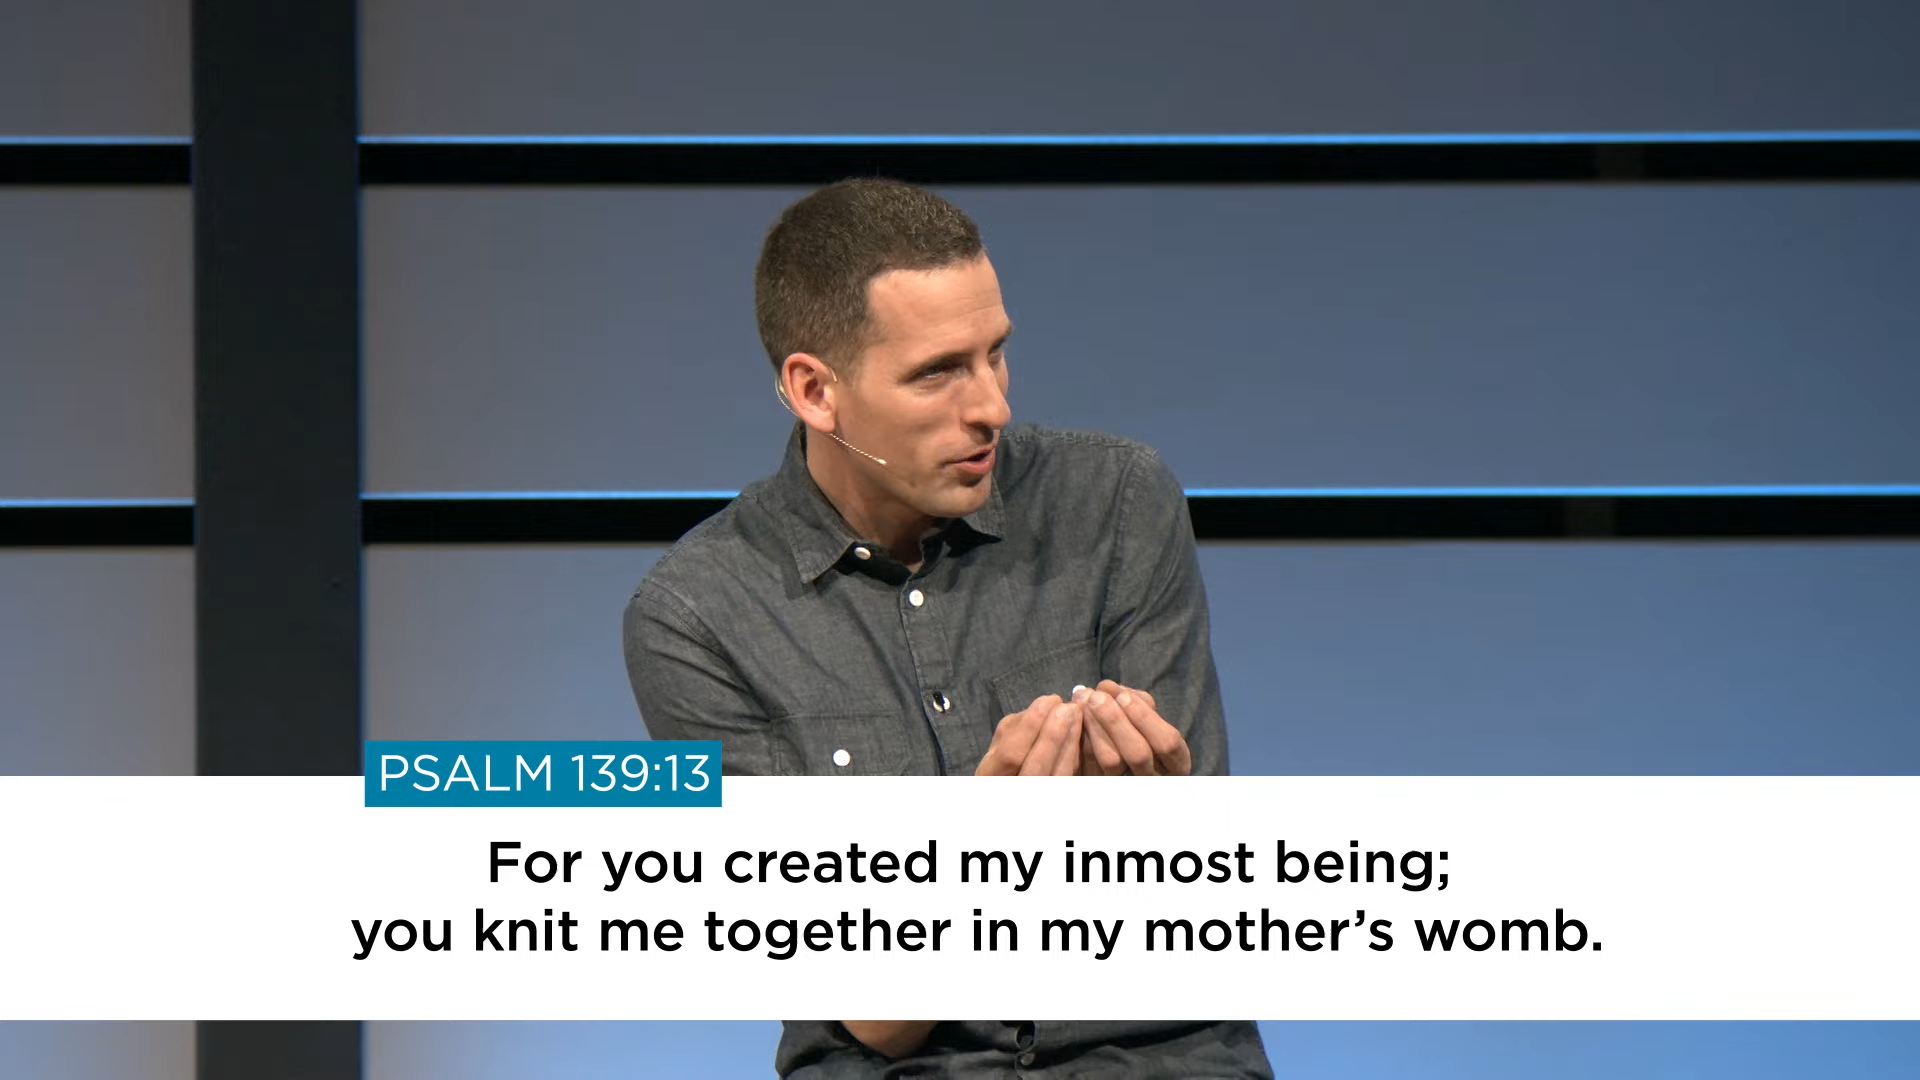 PSALM 139:13
For you created my inmost being;
you knit me together in my mother’s womb.